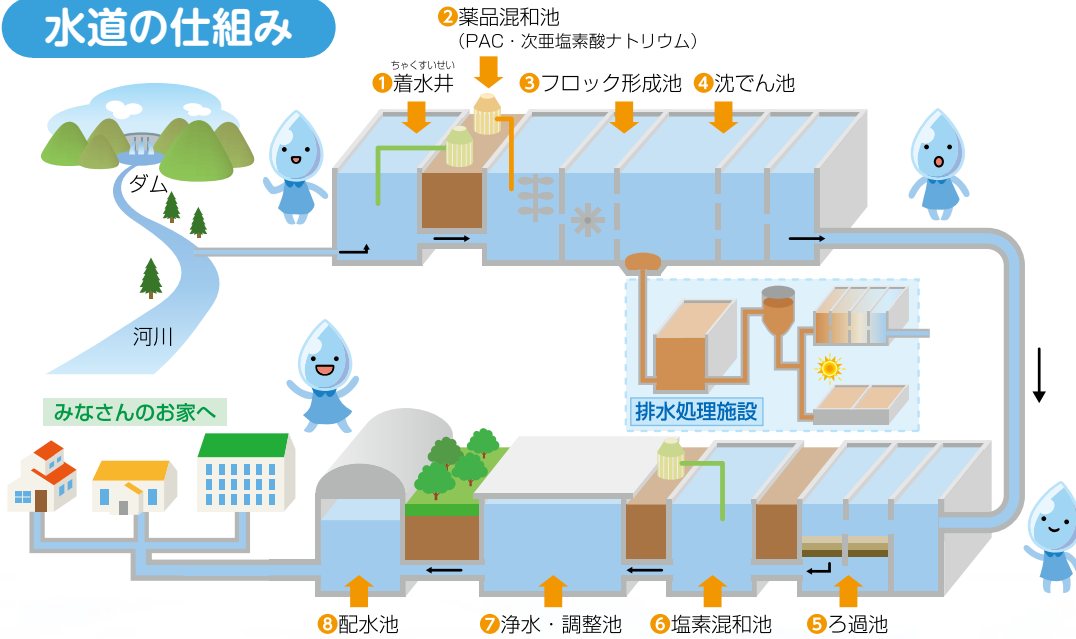 水道の仕組み
❷薬品混和池
（PAC・次亜塩素酸ナトリウム）
ちゃくすいせい
❶着水井
❸フロック形成池
❹沈でん池
ダム
河川
排水処理施設
みなさんのお家へ
❽配水池
❼浄水・調整池
❻塩素混和池
❺ろ過池